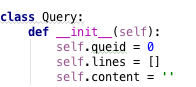 class Query:
    def __init__(self):
        self.queid = 0
        self.lines = []
        self.content = ''